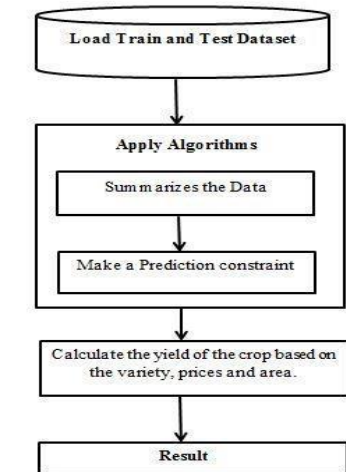 Load Train and Test Dataset
Apply Algorithms
Summarizes the Data
Make a Prediction constraint
Calculate the yield of the crop based on
the variety, prices and area.
Result